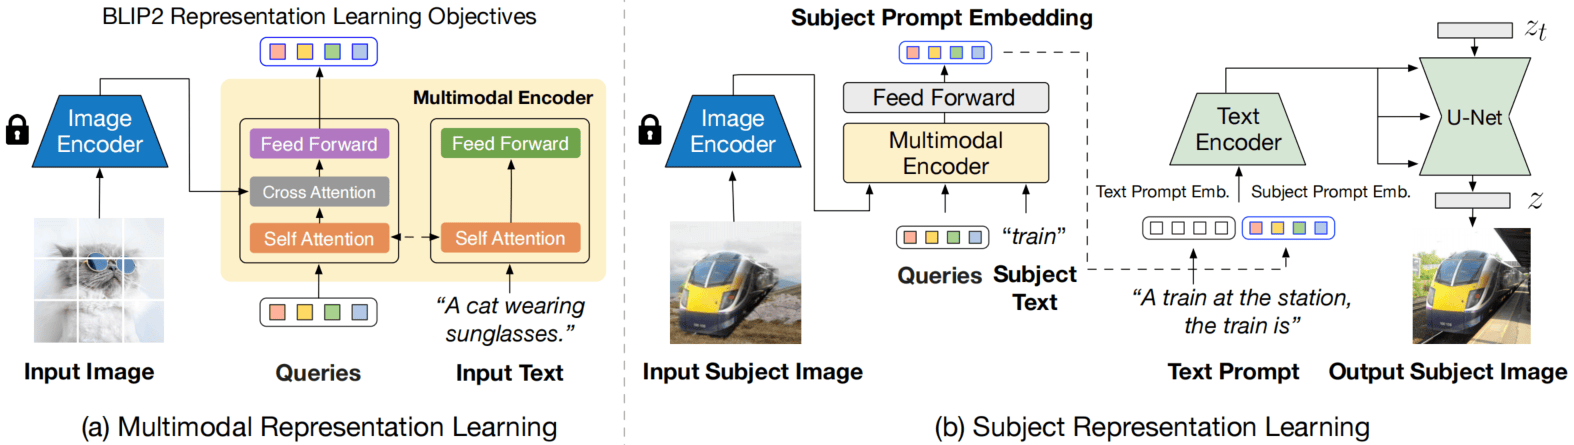 BLIP2 Representation Learning Objectives
Multimodal Encoder
Image
Encoder
Feed Forward
Feed Forward
Cross Attention
Self Attention
Self Attention
“A cat wearing
sunglasses.”
Input Image
Queries
Input Text
(a) Multimodal Representation Learning
Subject Prompt Embedding
Feed Forward
Image
Encoder
Multimodal
Encoder
“train”
Queries
Subject
Text
Input Subject Image
z_t
Text
Encoder
U-Net
Text Prompt Emb.
Subject Prompt Emb.
z
“A train at the station,
the train is”
Text Prompt
Output Subject Image
(b) Subject Representation Learning